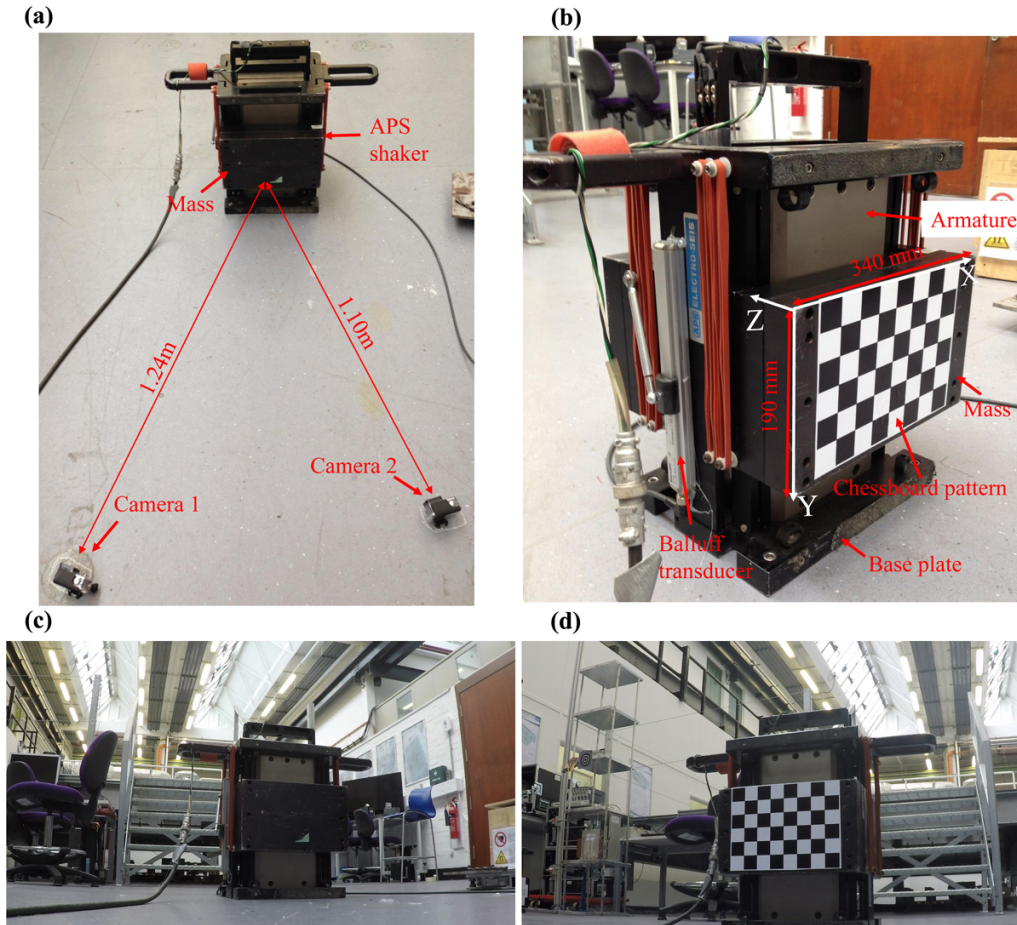 (a)
APS
shaker
Mass
1.24m
1.10m
Camera 1
Camera 2
(b)
Armature
340 mm
X
Z
190 mm
APS ELECTRO-SEIS
Mass
Chessboard pattern
Y
Balluff
transducer
Base plate
(c)
(d)